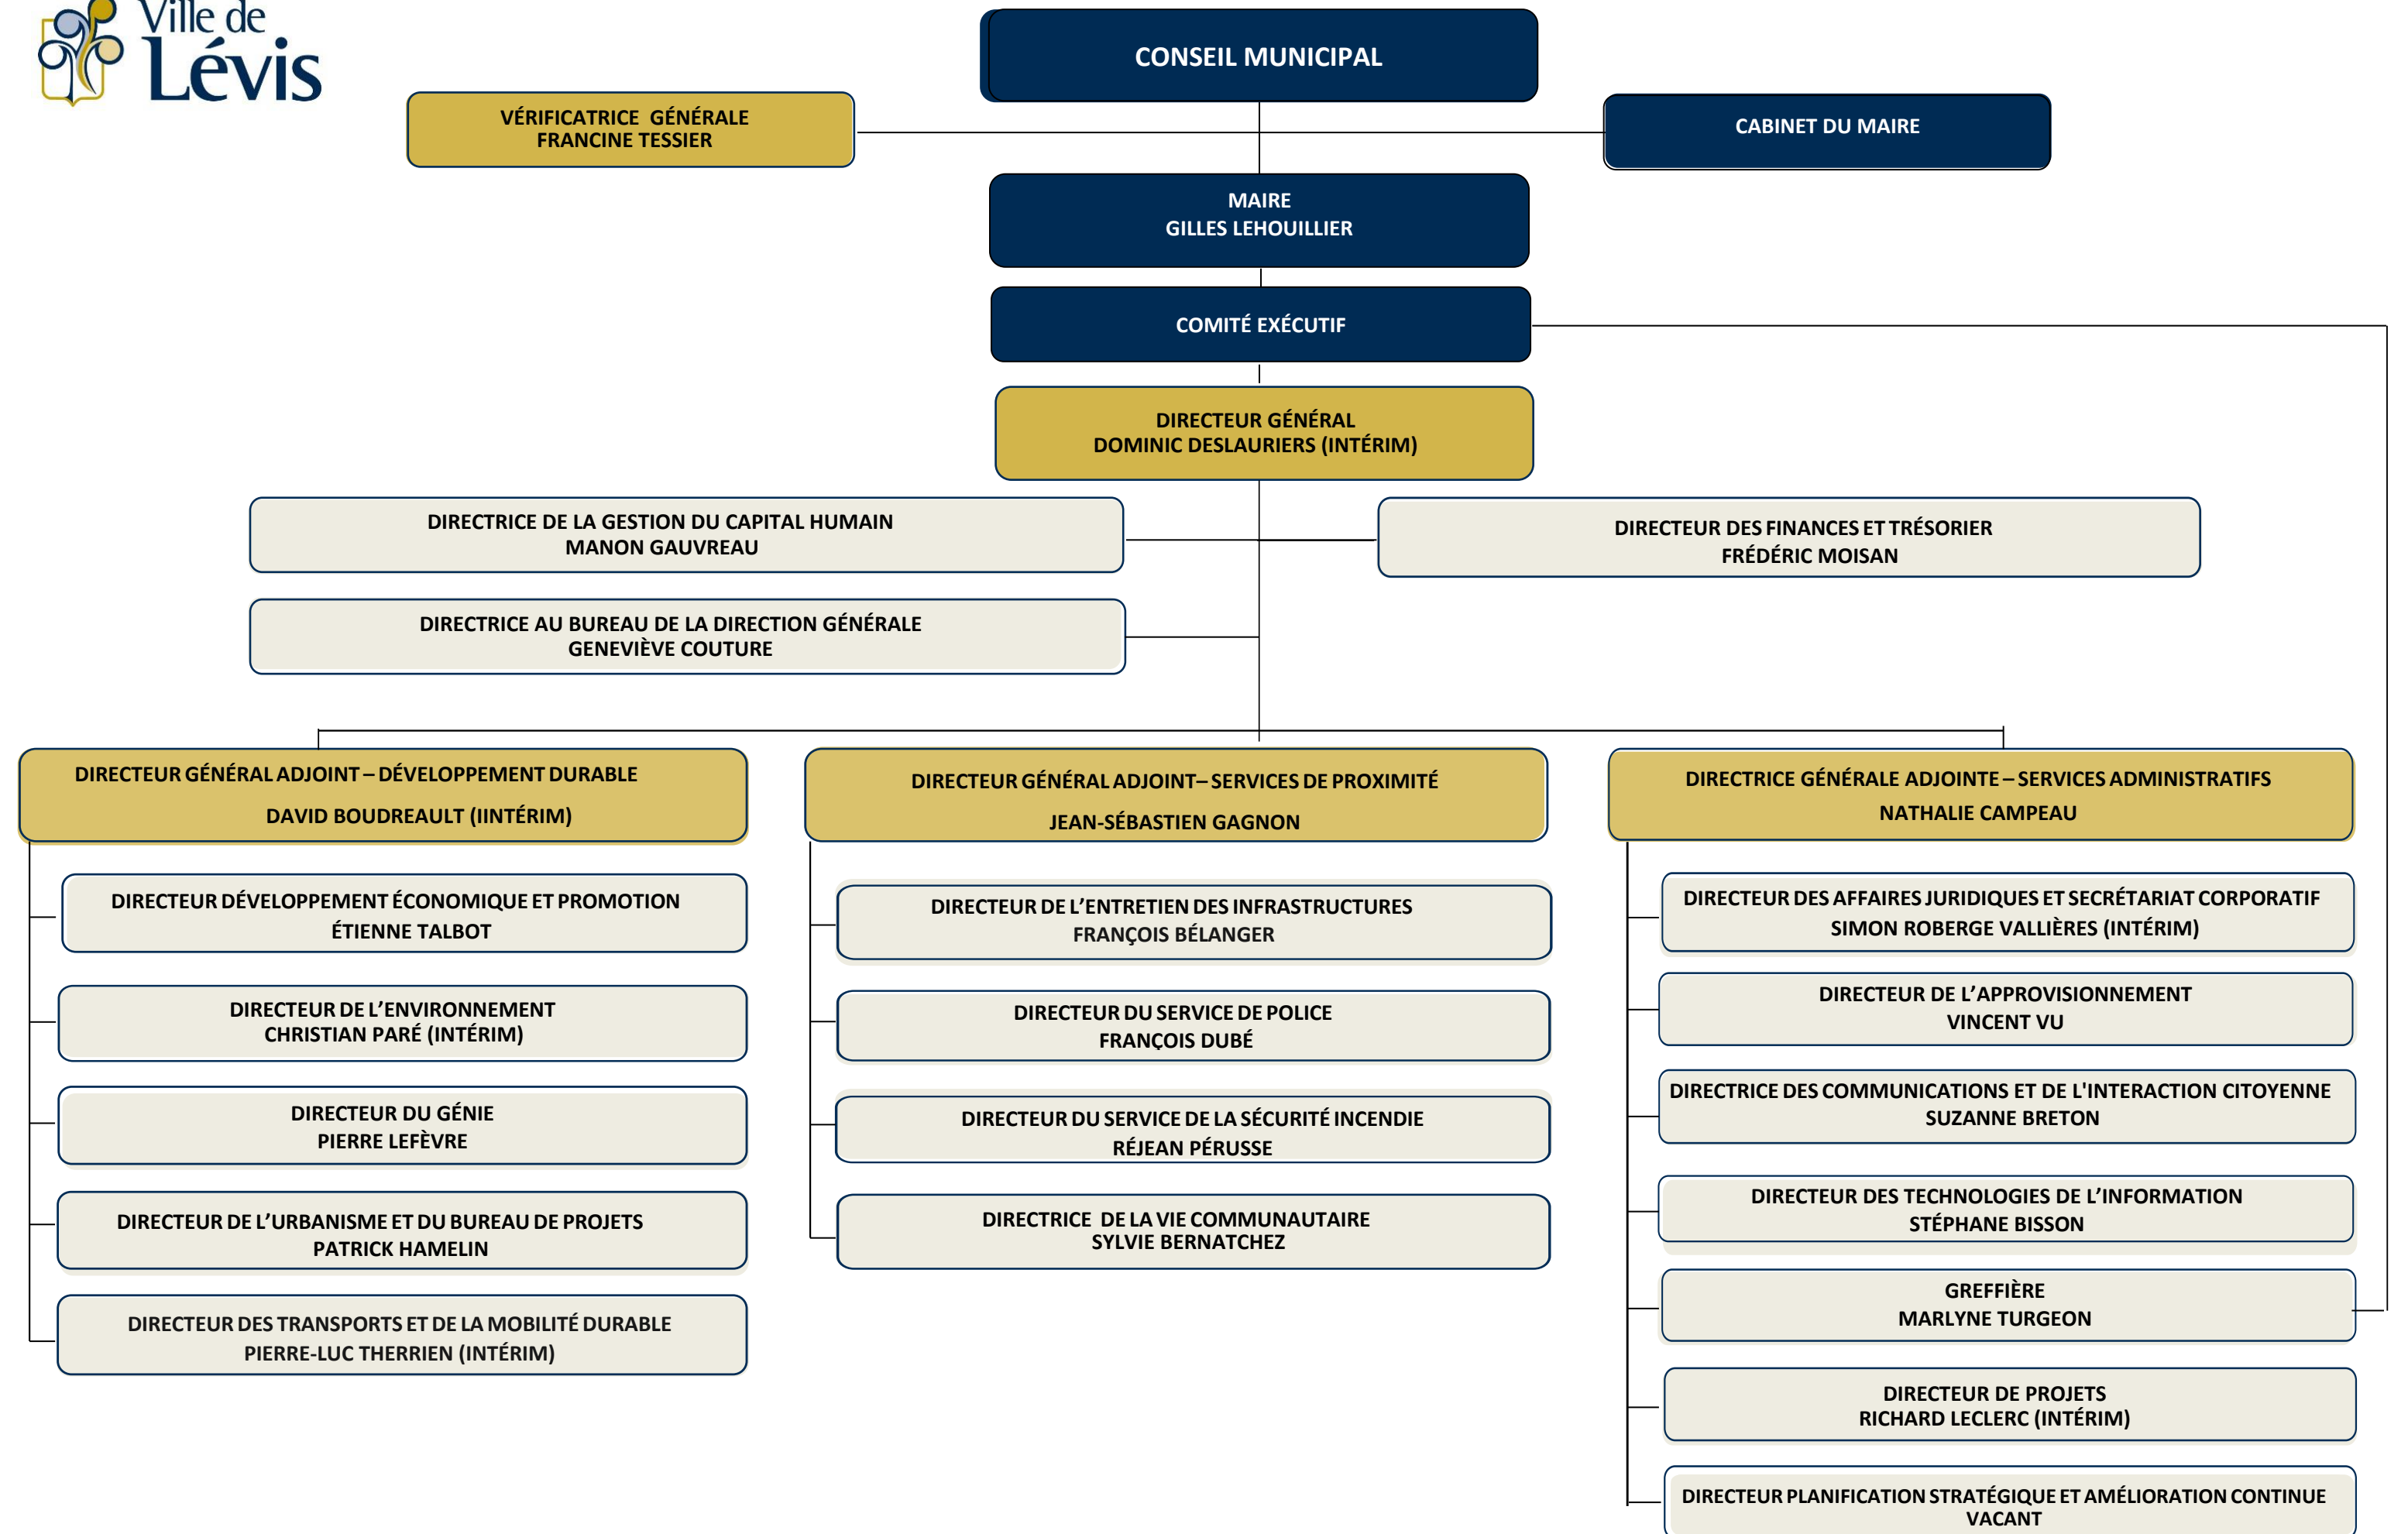 Ville de
Lévis
CONSEIL MUNICIPAL
VÉRIFICATRICE GÉNÉRALE
FRANCINE TESSIER
CABINET DU MAIRE
MAIRE
GILLES LEHOUILLIER
COMITÉ EXÉCUTIF
DIRECTEUR GÉNÉRAL
DOMINIC DESLAURIERS (INTÉRIM)
DIRECTRICE DE LA GESTION DU CAPITAL HUMAIN
MANON GAUVREAU
DIRECTEUR DES FINANCES ET TRÉSORIER
FRÉDÉRIC MOISAN
DIRECTRICE AU BUREAU DE LA DIRECTION GÉNÉRALE
GENEVIÈVE COUTURE
DIRECTEUR GÉNÉRAL ADJOINT – DÉVELOPPEMENT DURABLE
DAVID BOUDREAULT (IINTÉRIM)
DIRECTEUR DÉVELOPPEMENT ÉCONOMIQUE ET PROMOTION
ÉTIENNE TALBOT
DIRECTEUR DE L’ENVIRONNEMENT
CHRISTIAN PARÉ (INTÉRIM)
DIRECTEUR DU GÉNIE
PIERRE LEFÈVRE
DIRECTEUR DE L’URBANISME ET DU BUREAU DE PROJETS
PATRICK HAMELIN
DIRECTEUR DES TRANSPORTS ET DE LA MOBILITÉ DURABLE
PIERRE-LUC THERRIEN (INTÉRIM)
DIRECTEUR GÉNÉRAL ADJOINT– SERVICES DE PROXIMITÉ
JEAN-SÉBASTIEN GAGNON
DIRECTEUR DE L’ENTRETIEN DES INFRASTRUCTURES
FRANÇOIS BÉLANGER
DIRECTEUR DU SERVICE DE POLICE
FRANÇOIS DUBÉ
DIRECTEUR DU SERVICE DE LA SÉCURITÉ INCENDIE
RÉJEAN PÉRUSSE
DIRECTRICE DE LA VIE COMMUNAUTAIRE
SYLVIE BERNATCHEZ
DIRECTRICE GÉNÉRALE ADJOINTE – SERVICES ADMINISTRATIFS
NATHALIE CAMPEAU
DIRECTEUR DES AFFAIRES JURIDIQUES ET SECRÉTARIAT CORPORATIF
SIMON ROBERGE VALLIÈRES (INTÉRIM)
DIRECTEUR DE L’APPROVISIONNEMENT
VINCENT VU
DIRECTRICE DES COMMUNICATIONS ET DE L'INTERACTION CITOYENNE
SUZANNE BRETON
DIRECTEUR DES TECHNOLOGIES DE L’INFORMATION
STÉPHANE BISSON
GREFFIÈRE
MARLYNE TURGEON
DIRECTEUR DE PROJETS
RICHARD LECLERC (INTÉRIM)
DIRECTEUR PLANIFICATION STRATÉGIQUE ET AMÉLIORATION CONTINUE
VACANT